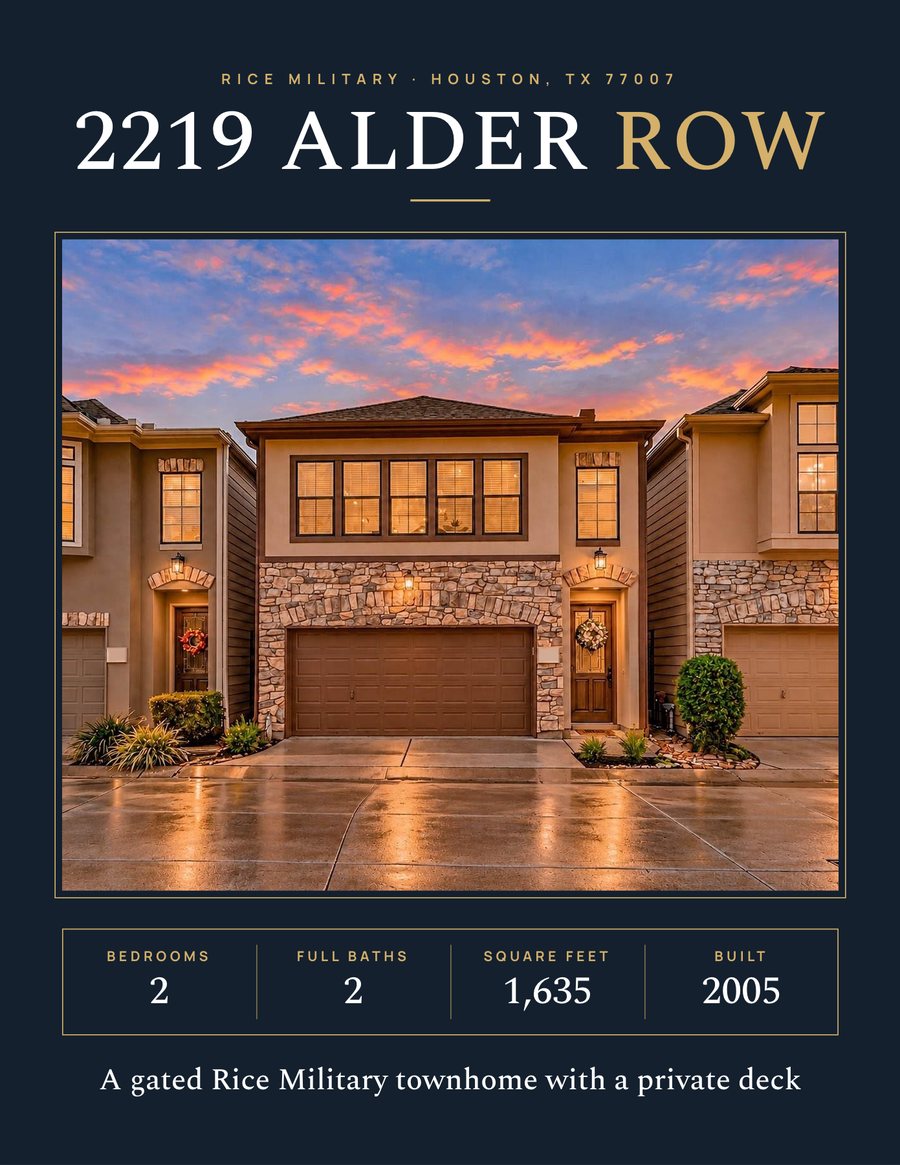 RICE MILITARY · HOUSTON, TX 77007
2219 ALDER ROW
BEDROOMS
2
FULL BATHS
2
SQUARE FEET
1,635
BUILT
2005
A gated Rice Military townhome with a private deck